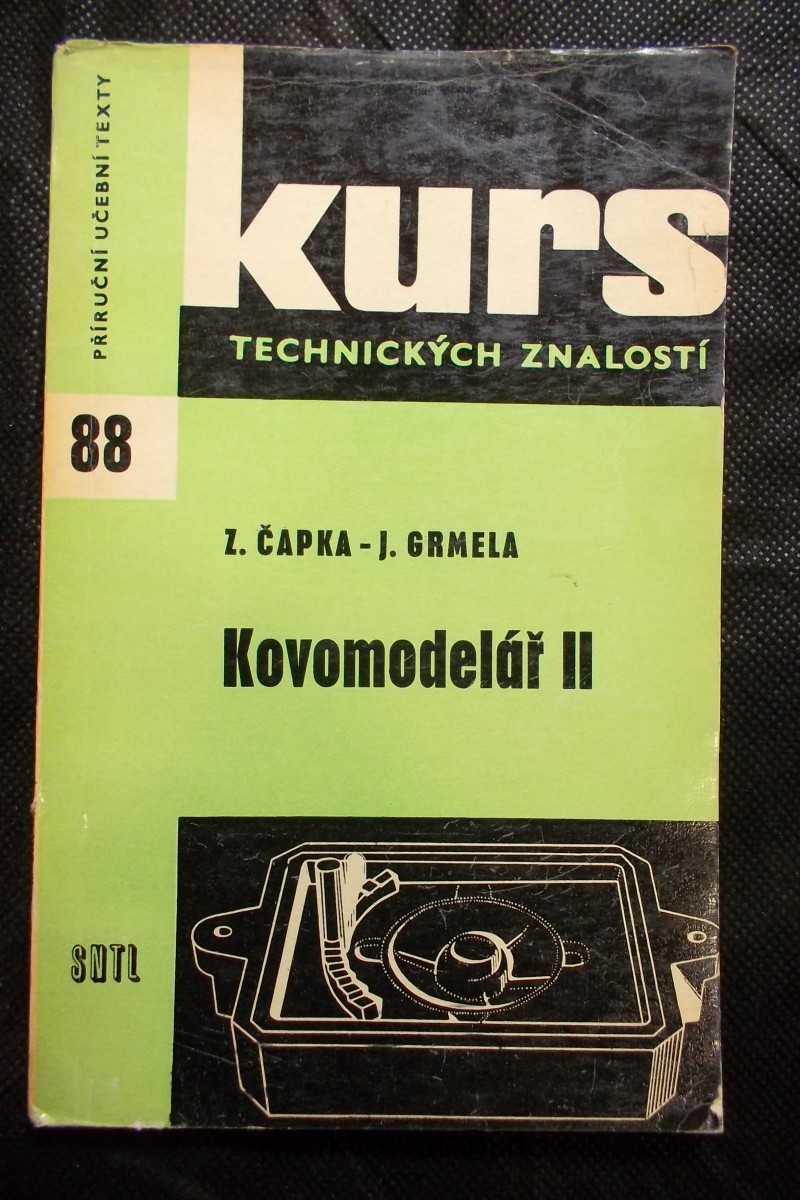 PŘÍRUČNÍ UČEBNÍ TEXTY
kurs
TECHNICKÝCH ZNALOSTÍ
88
Z. ČAPKA - J. GRMELA
Kovomodelář II
SNTL